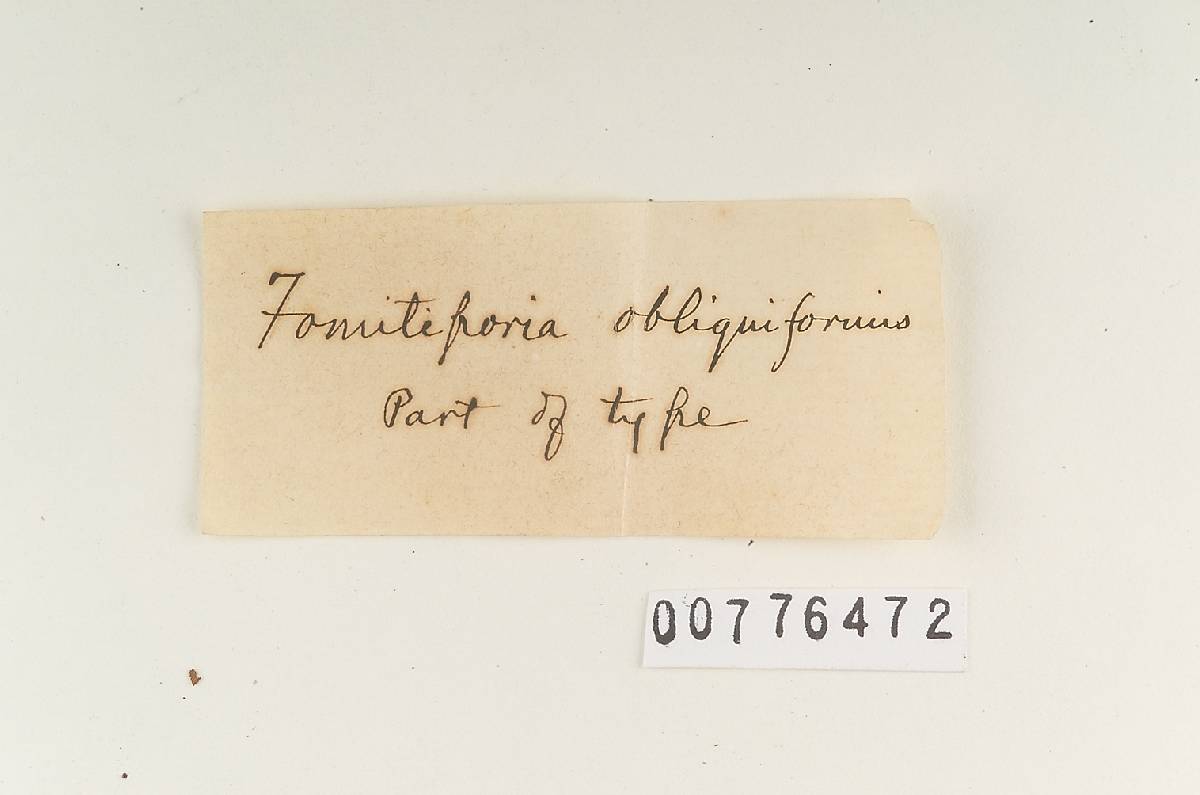 Fomitiporia obliquiformis
Part of type
00776472